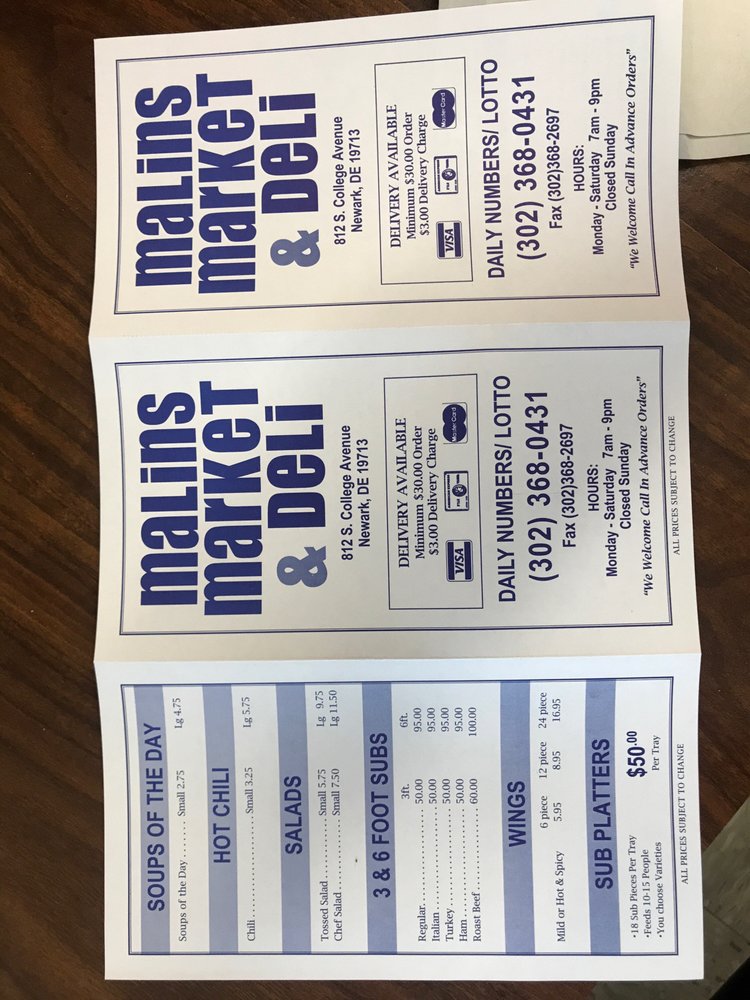 SOUPS OF THE DAY
Soups of the Day ....... Small 2.75 Lg 4.75
HOT CHILI
Chili ........................ Small 3.25 Lg 5.75
SALADS
Tossed Salad ............. Small 5.75 Lg 9.75
Chef Salad ................ Small 7.50 Lg 11.50
3 & 6 FOOT SUBS
3ft. 6ft.
Regular ........................ 50.00 95.00
Italian ........................ 50.00 95.00
Turkey ........................ 50.00 95.00
Ham ........................ 50.00 95.00
Roast Beef .................... 60.00 100.00
WINGS
6 piece 12 piece 24 piece
Mild or Hot & Spicy 5.95 8.95 16.95
SUB PLATTERS
•18 Sub Pieces Per Tray $50.00
•Feeds 10-15 People Per Tray
•You choose Varieties
ALL PRICES SUBJECT TO CHANGE
maLins
markeT
& DeLi
812 S. College Avenue
Newark, DE 19713
DELIVERY AVAILABLE
Minimum $30.00 Order
$3.00 Delivery Charge
VISA
MasterCard
DAILY NUMBERS/ LOTTO
(302) 368-0431
Fax (302)368-2697
HOURS:
Monday - Saturday 7am - 9pm
Closed Sunday
"We Welcome Call In Advance Orders"
ALL PRICES SUBJECT TO CHANGE
maLins
markeT
& DeLi
812 S. College Avenue
Newark, DE 19713
DELIVERY AVAILABLE
Minimum $30.00 Order
$3.00 Delivery Charge
VISA
MasterCard
DAILY NUMBERS/ LOTTO
(302) 368-0431
Fax (302)368-2697
HOURS:
Monday - Saturday 7am - 9pm
Closed Sunday
"We Welcome Call In Advance Orders"